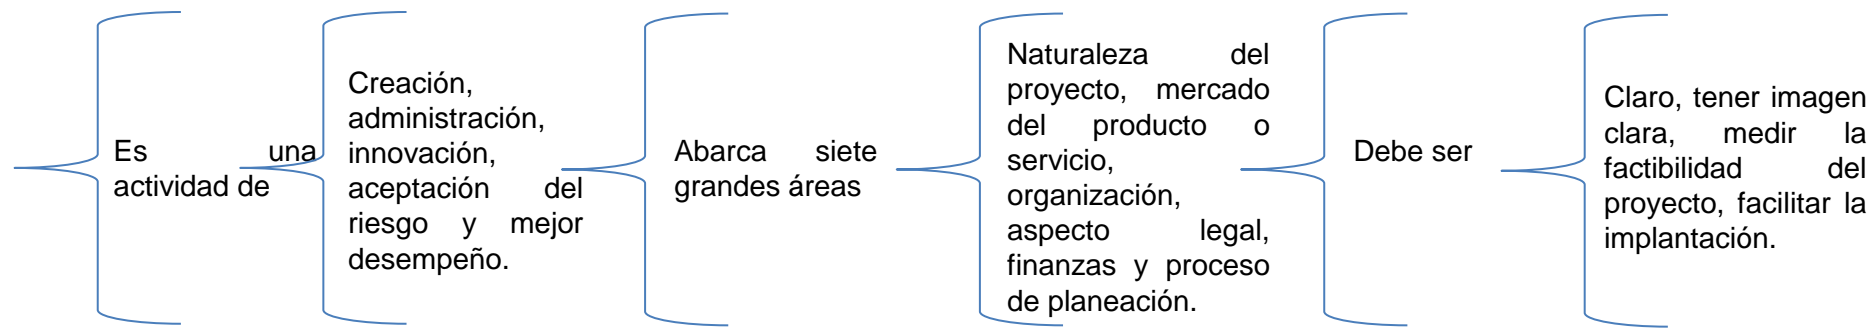 Es una
actividad de
Creación,
administración,
innovación,
aceptación del
riesgo y mejor
desempeño.
Abarca siete
grandes áreas
Naturaleza del
proyecto, mercado
del producto o
servicio,
organización,
aspecto legal,
finanzas y proceso
de planeación.
Debe ser
Claro, tener imagen
clara, medir la
factibilidad del
proyecto, facilitar la
implantación.